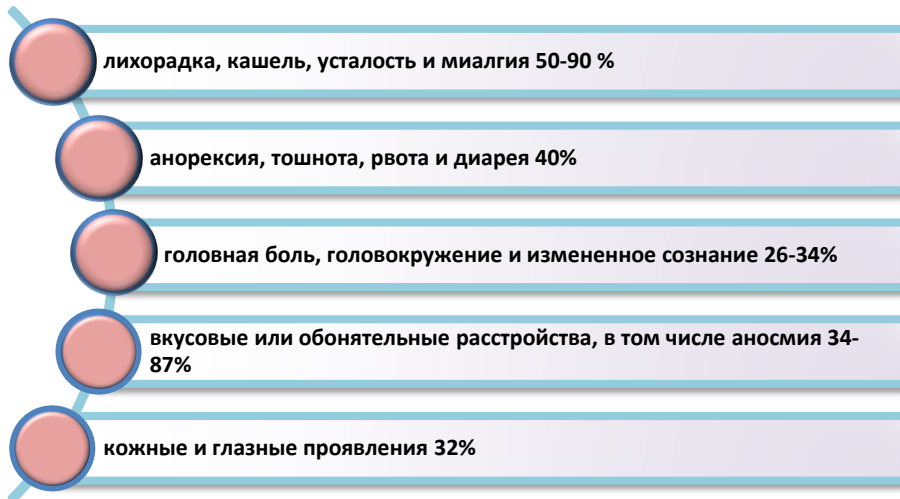 лихорадка, кашель, усталость и миалгия 50-90 %
анорексия, тошнота, рвота и диарея 40%
головная боль, головокружение и измененное сознание 26-34%
вкусовые или обонятельные расстройства, в том числе аносмия 34-
87%
кожные и глазные проявления 32%